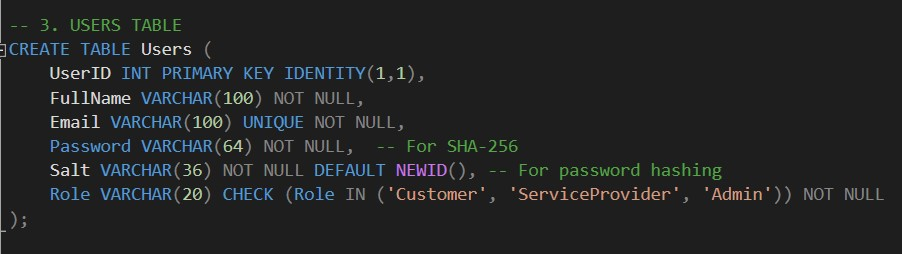 -- 3. USERS TABLE
CREATE TABLE Users (
    UserID INT PRIMARY KEY IDENTITY(1,1),
    FullName VARCHAR(100) NOT NULL,
    Email VARCHAR(100) UNIQUE NOT NULL,
    Password VARCHAR(64) NOT NULL,  -- For SHA-256
    Salt VARCHAR(36) NOT NULL DEFAULT NEWID(), -- For password hashing
    Role VARCHAR(20) CHECK (Role IN ('Customer', 'ServiceProvider', 'Admin')) NOT NULL
);